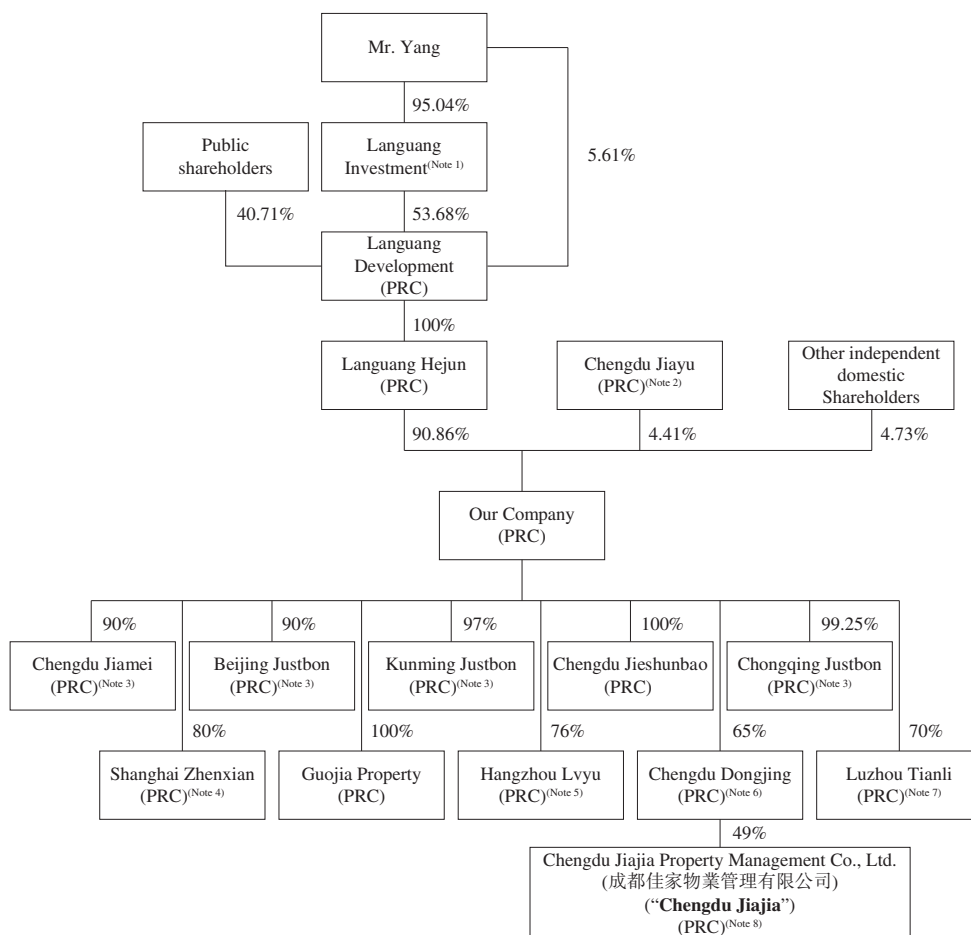 Mr. Yang
95.04%
Public
shareholders
Languang
Investment(Note 1)
5.61%
40.71%
53.68%
Languang
Development
(PRC)
100%
Languang Hejun
(PRC)
Chengdu Jiayu
(PRC)(Note 2)
Other independent
domestic
Shareholders
90.86%
4.41%
4.73%
Our Company
(PRC)
90%
90%
97%
100%
99.25%
Chengdu Jiamei
(PRC)(Note 3)
Beijing Justbon
(PRC)(Note 3)
Kunming Justbon
(PRC)(Note 3)
Chengdu Jieshunbao
(PRC)
Chongqing Justbon
(PRC)(Note 3)
80%
100%
76%
65%
70%
Shanghai Zhenxian
(PRC)(Note 4)
Guojia Property
(PRC)
Hangzhou Lvyu
(PRC)(Note 5)
Chengdu Dongjing
(PRC)(Note 6)
Luzhou Tianli
(PRC)(Note 7)
49%
Chengdu Jiajia Property Management Co., Ltd.
(成都佳家物業管理有限公司)
(“Chengdu Jiajia”)
(PRC)(Note 8)